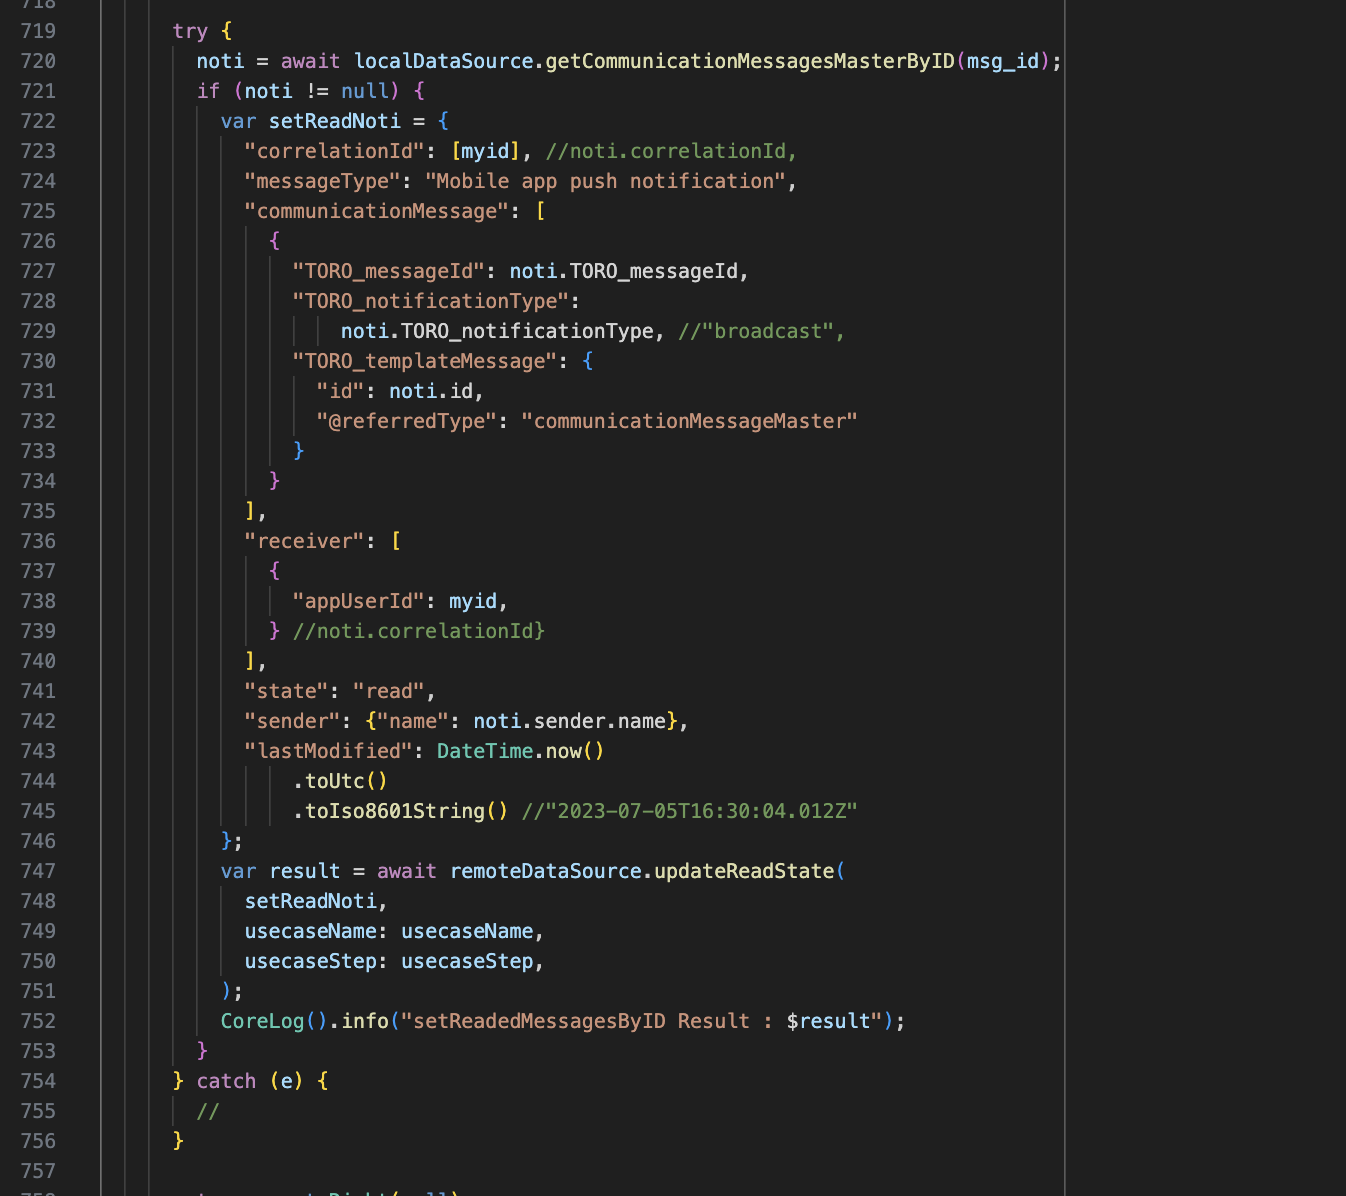 718
719 try {
720 noti = await localDataSource.getCommunicationMessagesMasterByID(msg_id);
721 if (noti != null) {
722 var setReadNoti = {
723 "correlationId": [myid], //noti.correlationId,
724 "messageType": "Mobile app push notification",
725 "communicationMessage": [
726 {
727 "TORO_messageId": noti.TORO_messageId,
728 "TORO_notificationType":
729 noti.TORO_notificationType, //"broadcast",
730 "TORO_templateMessage": {
731 "id": noti.id,
732 "@referredType": "communicationMessageMaster"
733 }
734 }
735 ],
736 "receiver": [
737 {
738 "appUserId": myid,
739 } //noti.correlationId}
740 ],
741 "state": "read",
742 "sender": {"name": noti.sender.name},
743 "lastModified": DateTime.now()
744 .toUtc()
745 .toIso8601String() //"2023-07-05T16:30:04.012Z"
746 };
747 var result = await remoteDataSource.updateReadState(
748 setReadNoti,
749 usecaseName: usecaseName,
750 usecaseStep: usecaseStep,
751 );
752 CoreLog().info("setReadedMessagesByID Result : $result");
753 }
754 } catch (e) {
755 //
756 }
757